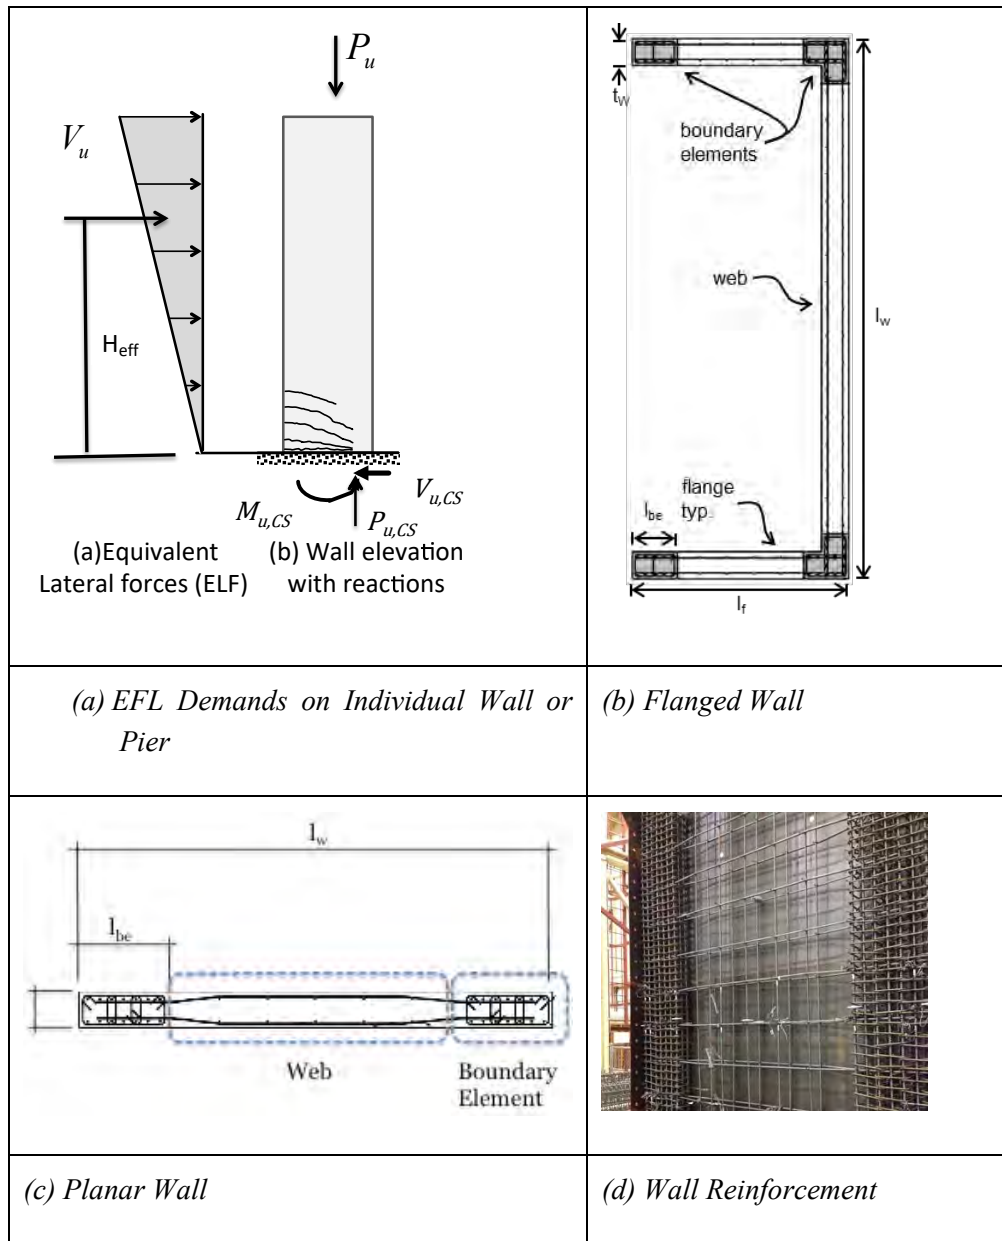 P_u
V_u
H_eff
V_u,CS
M_u,CS
P_u,CS
(a)Equivalent
Lateral forces (ELF)
(b) Wall elevation
with reactions
t_w
boundary
elements
web
l_w
flange
typ.
l_be
l_f
(a) EFL Demands on Individual Wall or
Pier
(b) Flanged Wall
l_w
l_be
Web
Boundary
Element
(c) Planar Wall
(d) Wall Reinforcement